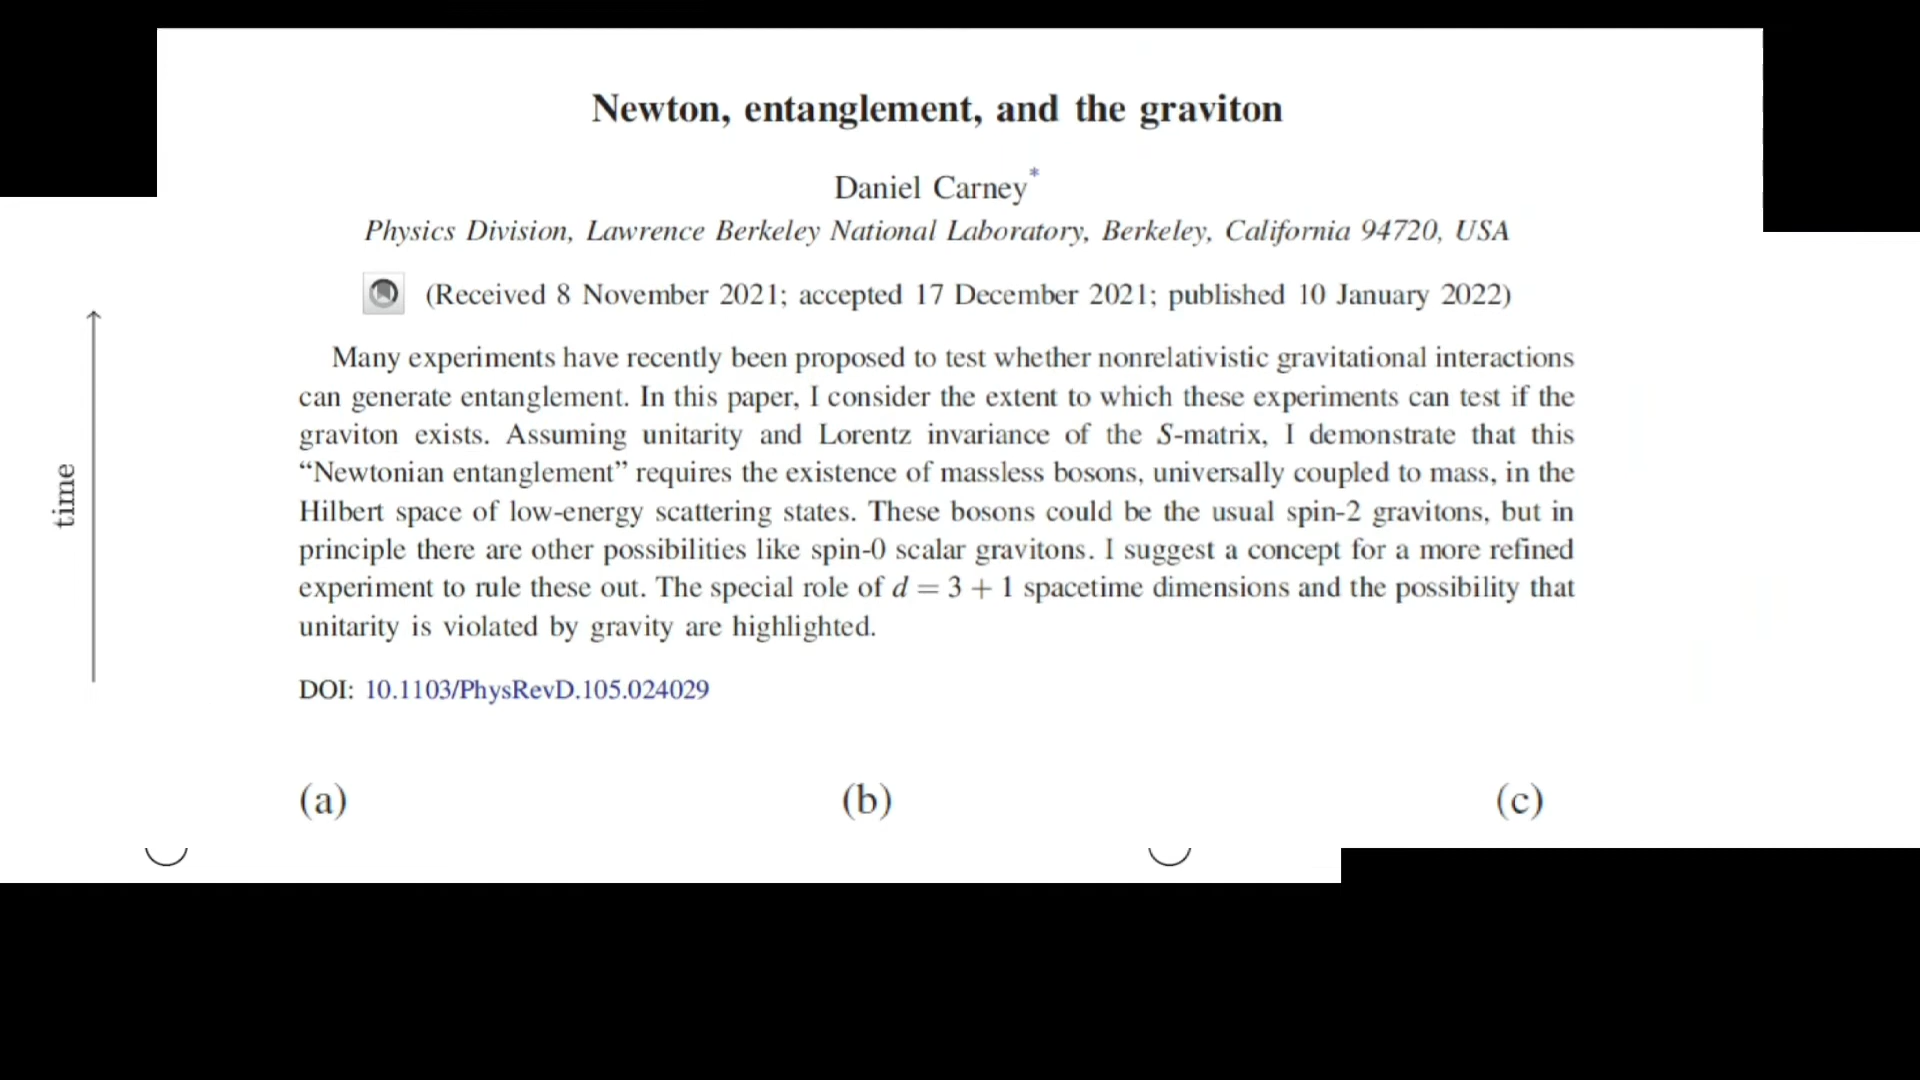 Newton, entanglement, and the graviton
Daniel Carney*
Physics Division, Lawrence Berkeley National Laboratory, Berkeley, California 94720, USA
(Received 8 November 2021; accepted 17 December 2021; published 10 January 2022)
Many experiments have recently been proposed to test whether nonrelativistic gravitational interactions
can generate entanglement. In this paper, I consider the extent to which these experiments can test if the
graviton exists. Assuming unitarity and Lorentz invariance of the S-matrix, I demonstrate that this
“Newtonian entanglement” requires the existence of massless bosons, universally coupled to mass, in the
Hilbert space of low-energy scattering states. These bosons could be the usual spin-2 gravitons, but in
principle there are other possibilities like spin-0 scalar gravitons. I suggest a concept for a more refined
experiment to rule these out. The special role of d = 3 + 1 spacetime dimensions and the possibility that
unitarity is violated by gravity are highlighted.
DOI: 10.1103/PhysRevD.105.024029
time
(a)
(b)
(c)